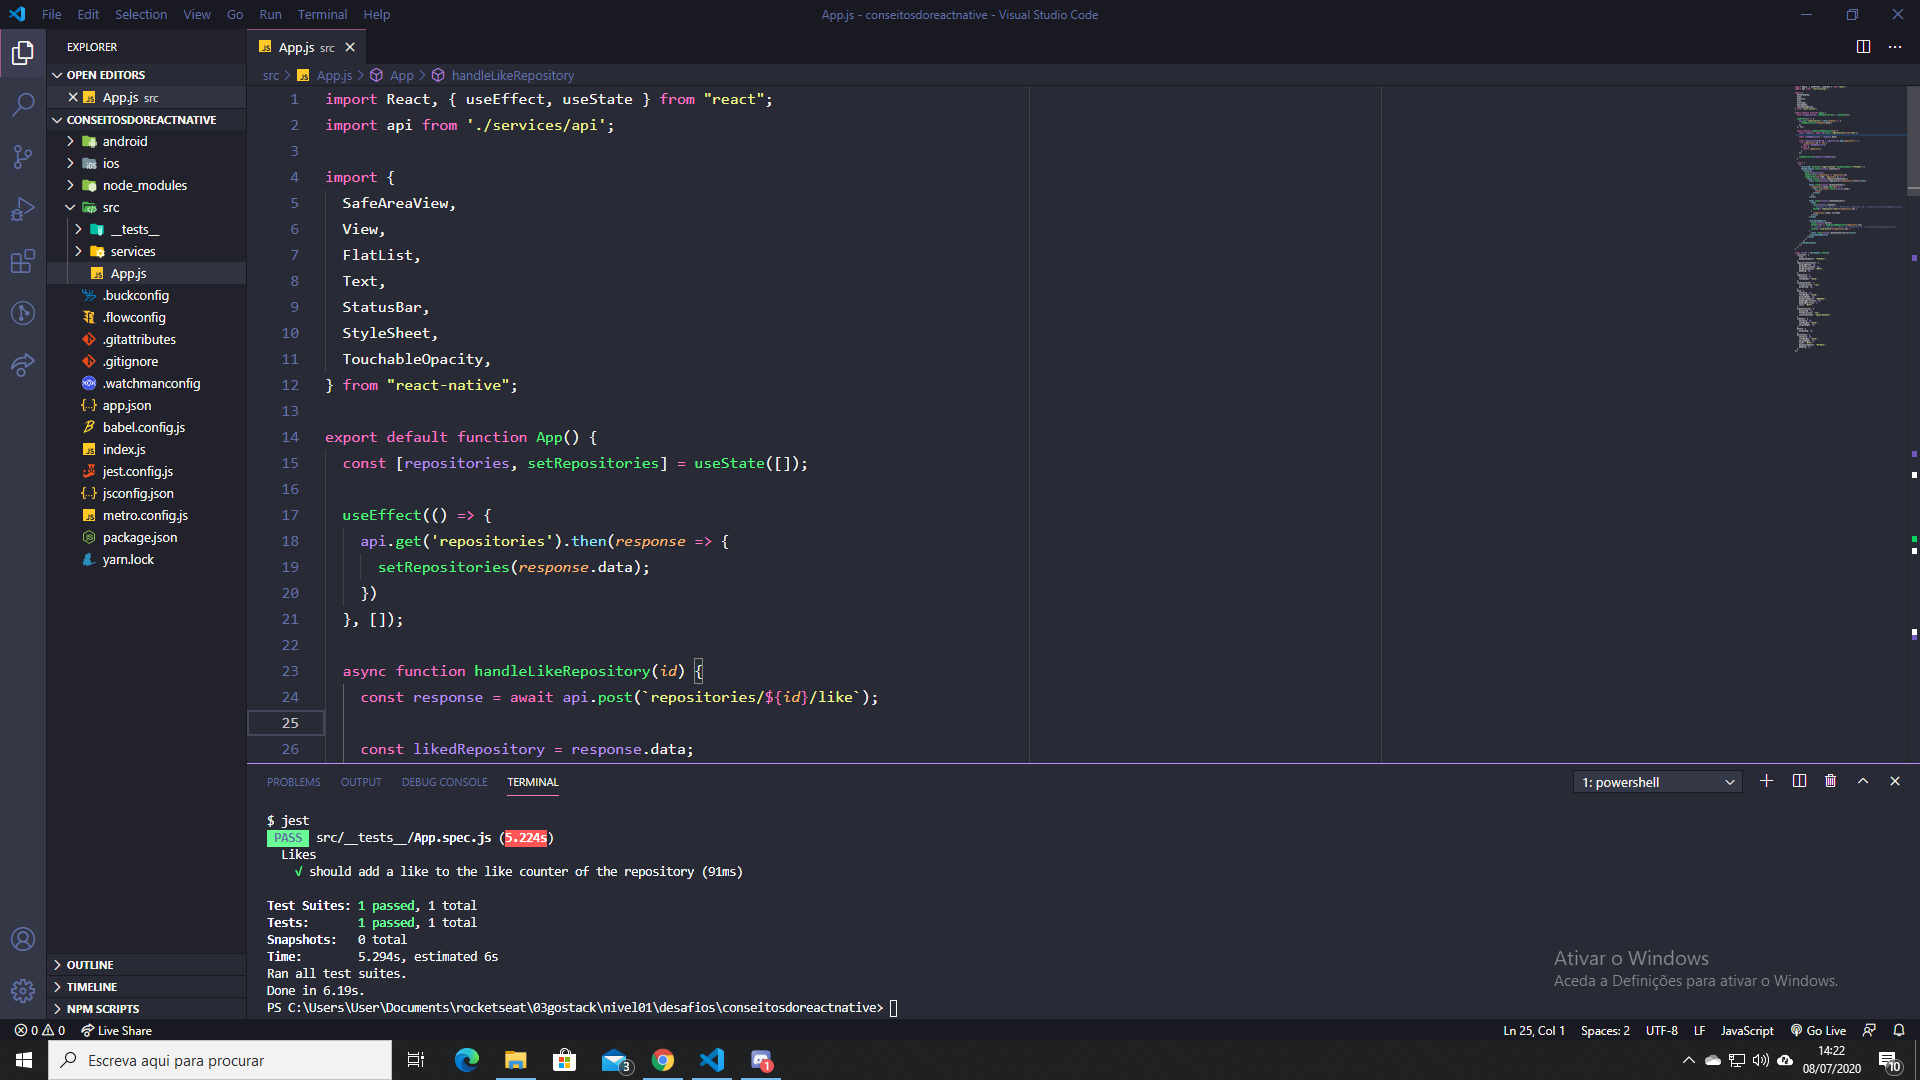 File Edit Selection View Go Run Terminal Help
App.js - conseitosdoreactnative - Visual Studio Code
EXPLORER
OPEN EDITORS
App.js src
CONSEITOSDOREACTNATIVE
android
ios
node_modules
src
__tests__
services
App.js
.buckconfig
.flowconfig
.gitattributes
.gitignore
.watchmanconfig
app.json
babel.config.js
index.js
jest.config.js
jsconfig.json
metro.config.js
package.json
yarn.lock
OUTLINE
TIMELINE
NPM SCRIPTS
App.js src
src > App.js > App > handleLikeRepository
1 import React, { useEffect, useState } from "react";
2 import api from './services/api';
3
4 import {
5 SafeAreaView,
6 View,
7 FlatList,
8 Text,
9 StatusBar,
10 StyleSheet,
11 TouchableOpacity,
12 } from "react-native";
13
14 export default function App() {
15 const [repositories, setRepositories] = useState([]);
16
17 useEffect(() => {
18 api.get('repositories').then(response => {
19 setRepositories(response.data);
20 })
21 }, []);
22
23 async function handleLikeRepository(id) {
24 const response = await api.post(`repositories/${id}/like`);
25
26 const likedRepository = response.data;
PROBLEMS OUTPUT DEBUG CONSOLE TERMINAL
1: powershell
$ jest
PASS src/__tests__/App.spec.js (5.224s)
Likes
√ should add a like to the like counter of the repository (91ms)
Test Suites: 1 passed, 1 total
Tests: 1 passed, 1 total
Snapshots: 0 total
Time: 5.294s, estimated 6s
Ran all test suites.
Done in 6.19s.
PS C:\Users\User\Documents\rocketseat\03gostack\nivel01\desafios\conseitosdoreactnative>
Ativar o Windows
Aceda a Definições para ativar o Windows.
0 0 Live Share
Ln 25, Col 1 Spaces: 2 UTF-8 LF JavaScript Go Live
Escreva aqui para procurar
3
1
14:22
08/07/2020
10